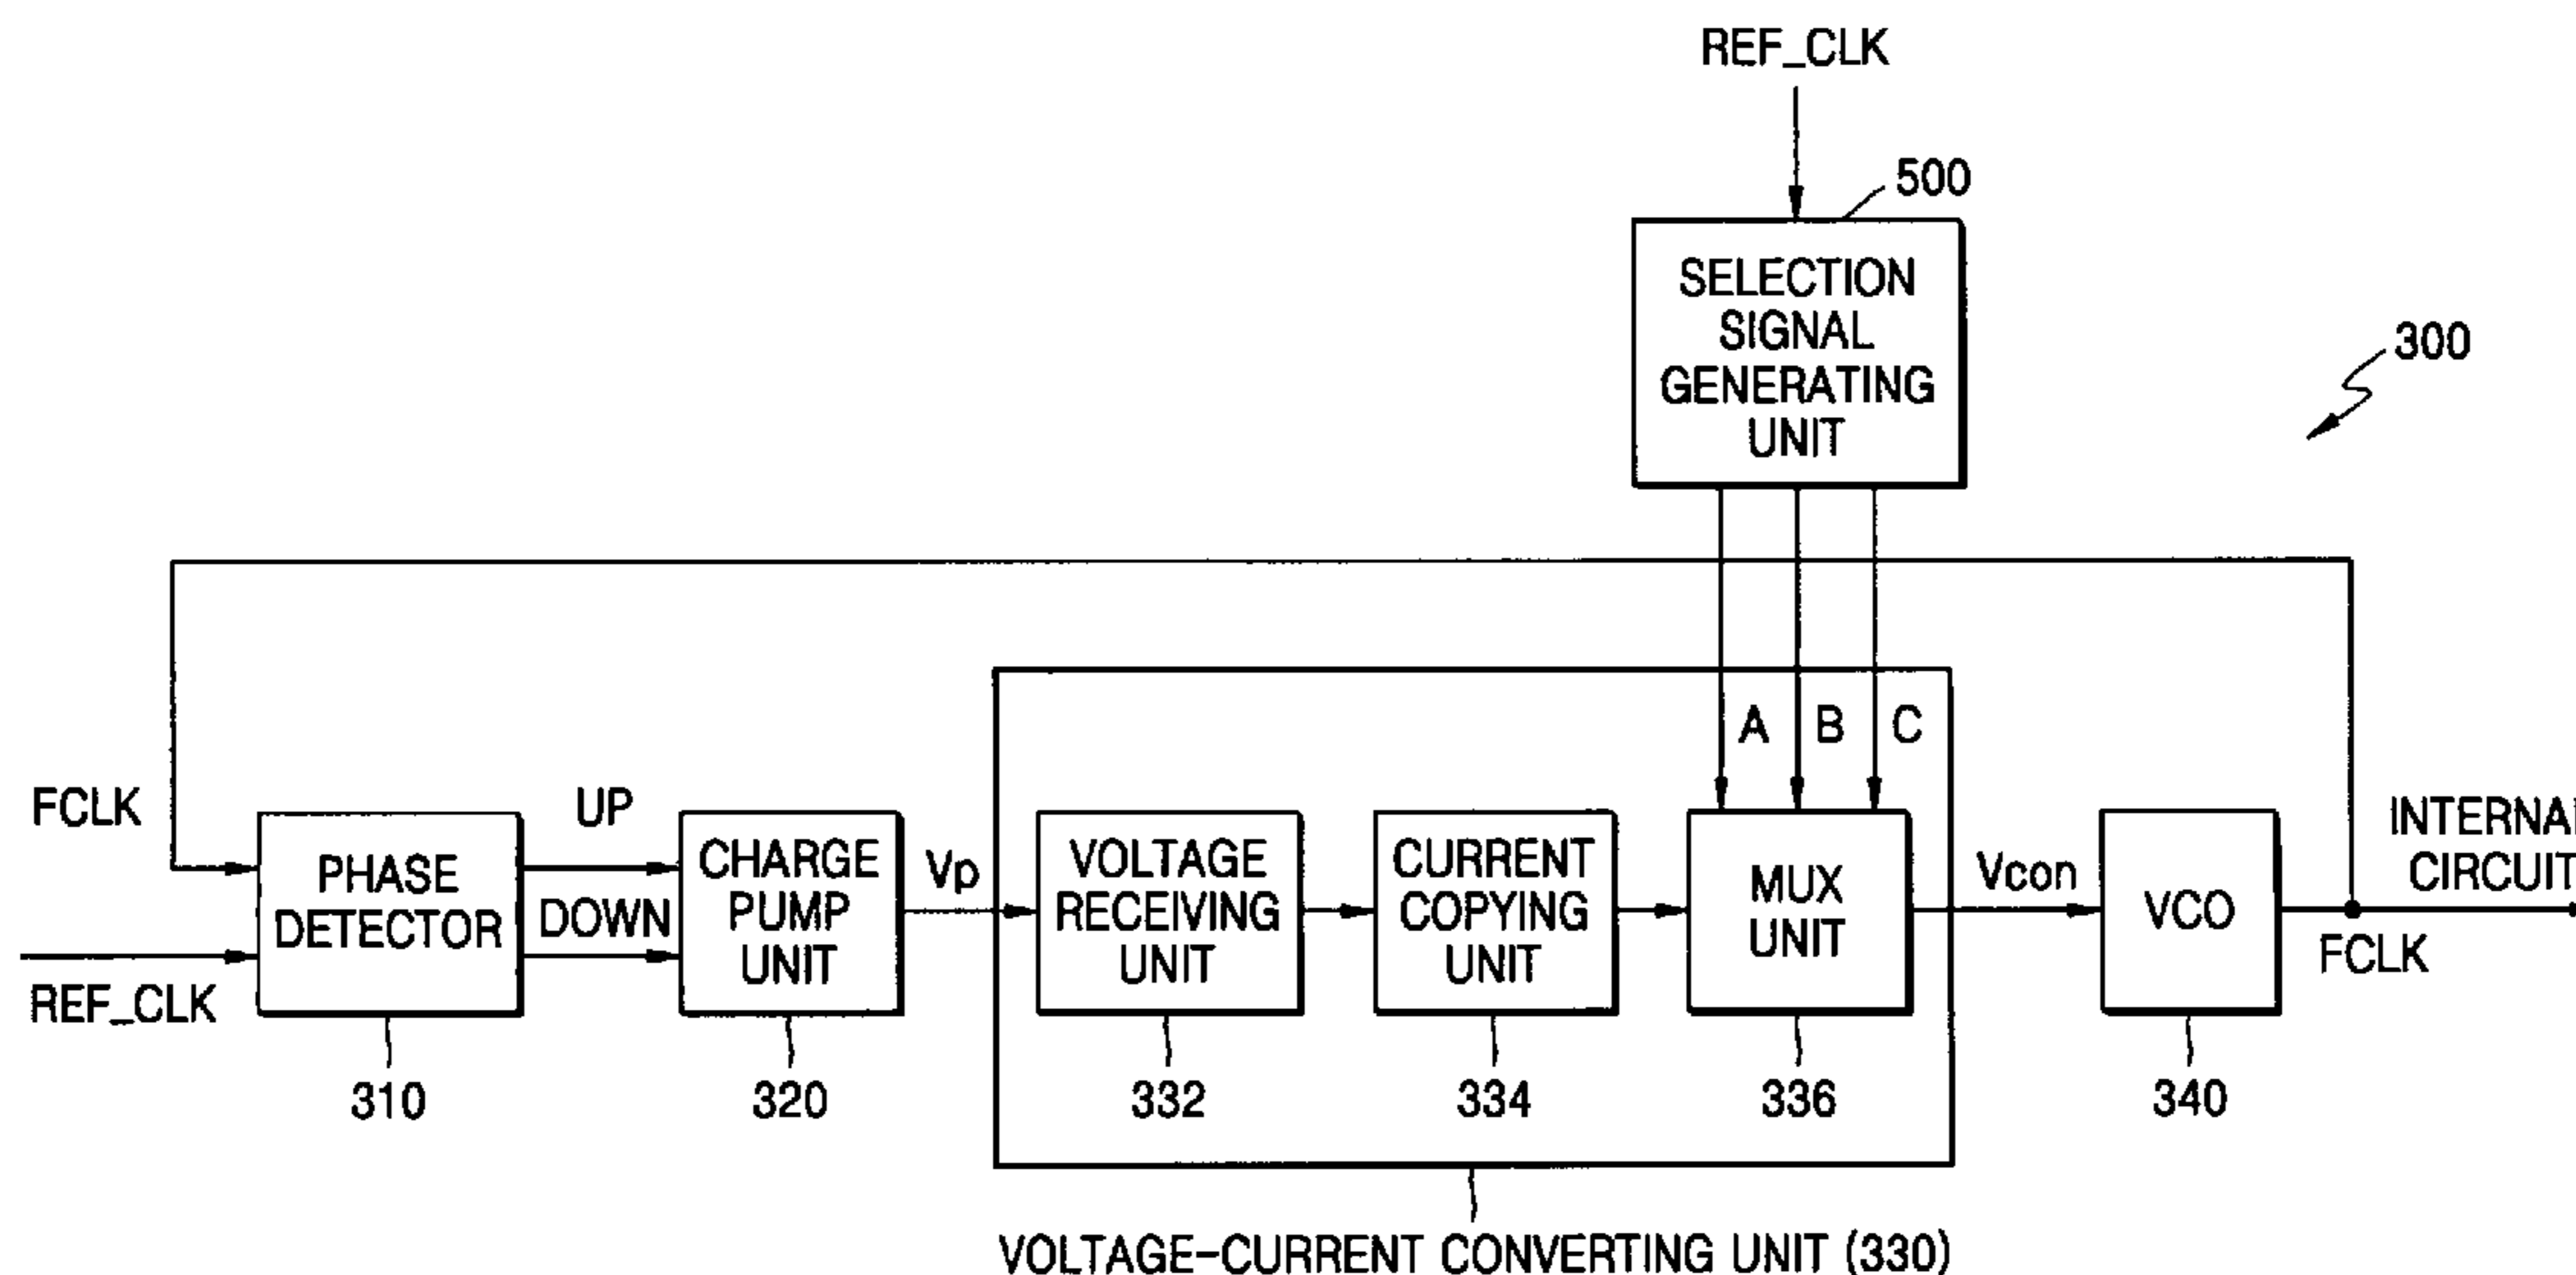 REF_CLK
500
SELECTION
SIGNAL
GENERATING
UNIT
300
A B C
FCLK
UP
DOWN
REF_CLK
PHASE
DETECTOR
310
CHARGE
PUMP
UNIT
320
Vp
VOLTAGE
RECEIVING
UNIT
332
CURRENT
COPYING
UNIT
334
MUX
UNIT
336
Vcon
VCO
340
FCLK
INTERNAL
CIRCUIT
VOLTAGE-CURRENT CONVERTING UNIT (330)